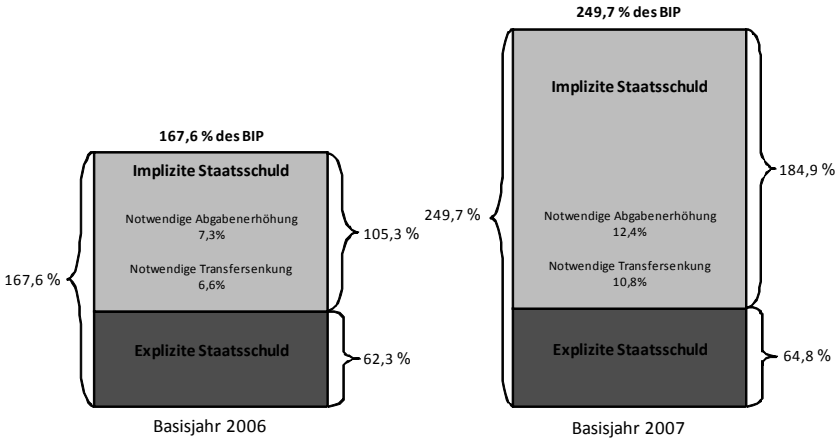 167,6 % des BIP
Implizite Staatsschuld
Notwendige Abgabenerhöhung
7,3%
Notwendige Transfersenkung
6,6%
Explizite Staatsschuld
167,6 %
105,3 %
62,3 %
Basisjahr 2006
249,7 % des BIP
Implizite Staatsschuld
Notwendige Abgabenerhöhung
12,4%
Notwendige Transfersenkung
10,8%
Explizite Staatsschuld
249,7 %
184,9 %
64,8 %
Basisjahr 2007